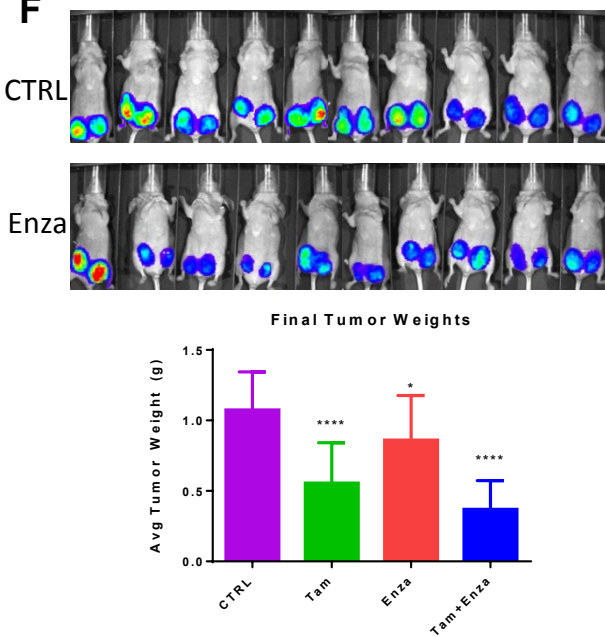 F
CTRL
Enza
Final Tumor Weights
Avg Tumor Weight (g)
1.5
1.0
0.5
0.0
****
*
****
CTRL
Tam
Enza
Tam+Enza